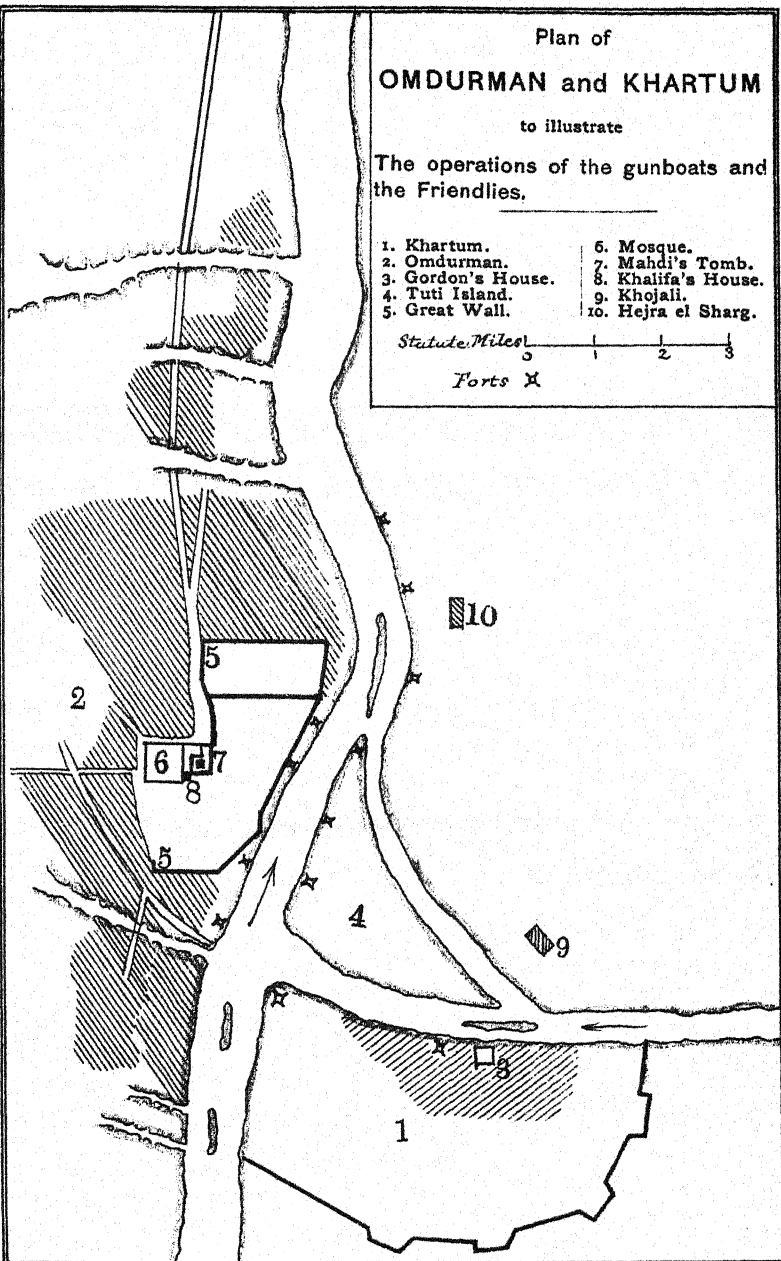 Plan of
OMDURMAN and KHARTUM
to illustrate
The operations of the gunboats and
the Friendlies.
1. Khartum.
2. Omdurman.
3. Gordon's House.
4. Tuti Island.
5. Great Wall.
6. Mosque.
7. Mahdi's Tomb.
8. Khalifa's House.
9. Khojali.
10. Hejra el Sharg.
Statute Miles
0 1 2 3
Forts
10
5
2
6 7
8
5
4
9
3
1